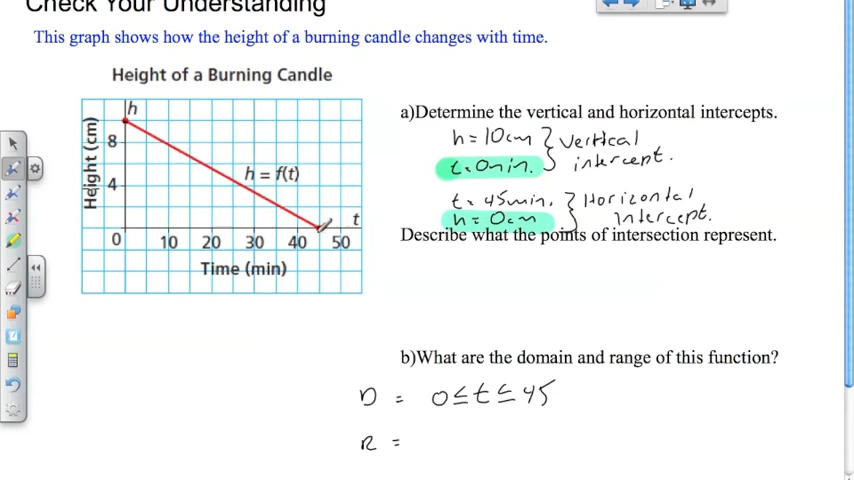 Check Your Understanding
This graph shows how the height of a burning candle changes with time.
Height of a Burning Candle
h
8
4
0
10 20 30 40 50
t
h = f(t)
Height (cm)
Time (min)
a)Determine the vertical and horizontal intercepts.
h = 10cm } vertical
t = 0min. intercept.
t = 45min. } Horizontal
h = 0cm intercept.
Describe what the points of intersection represent.
b)What are the domain and range of this function?
D = 0 ≤ t ≤ 45
R =